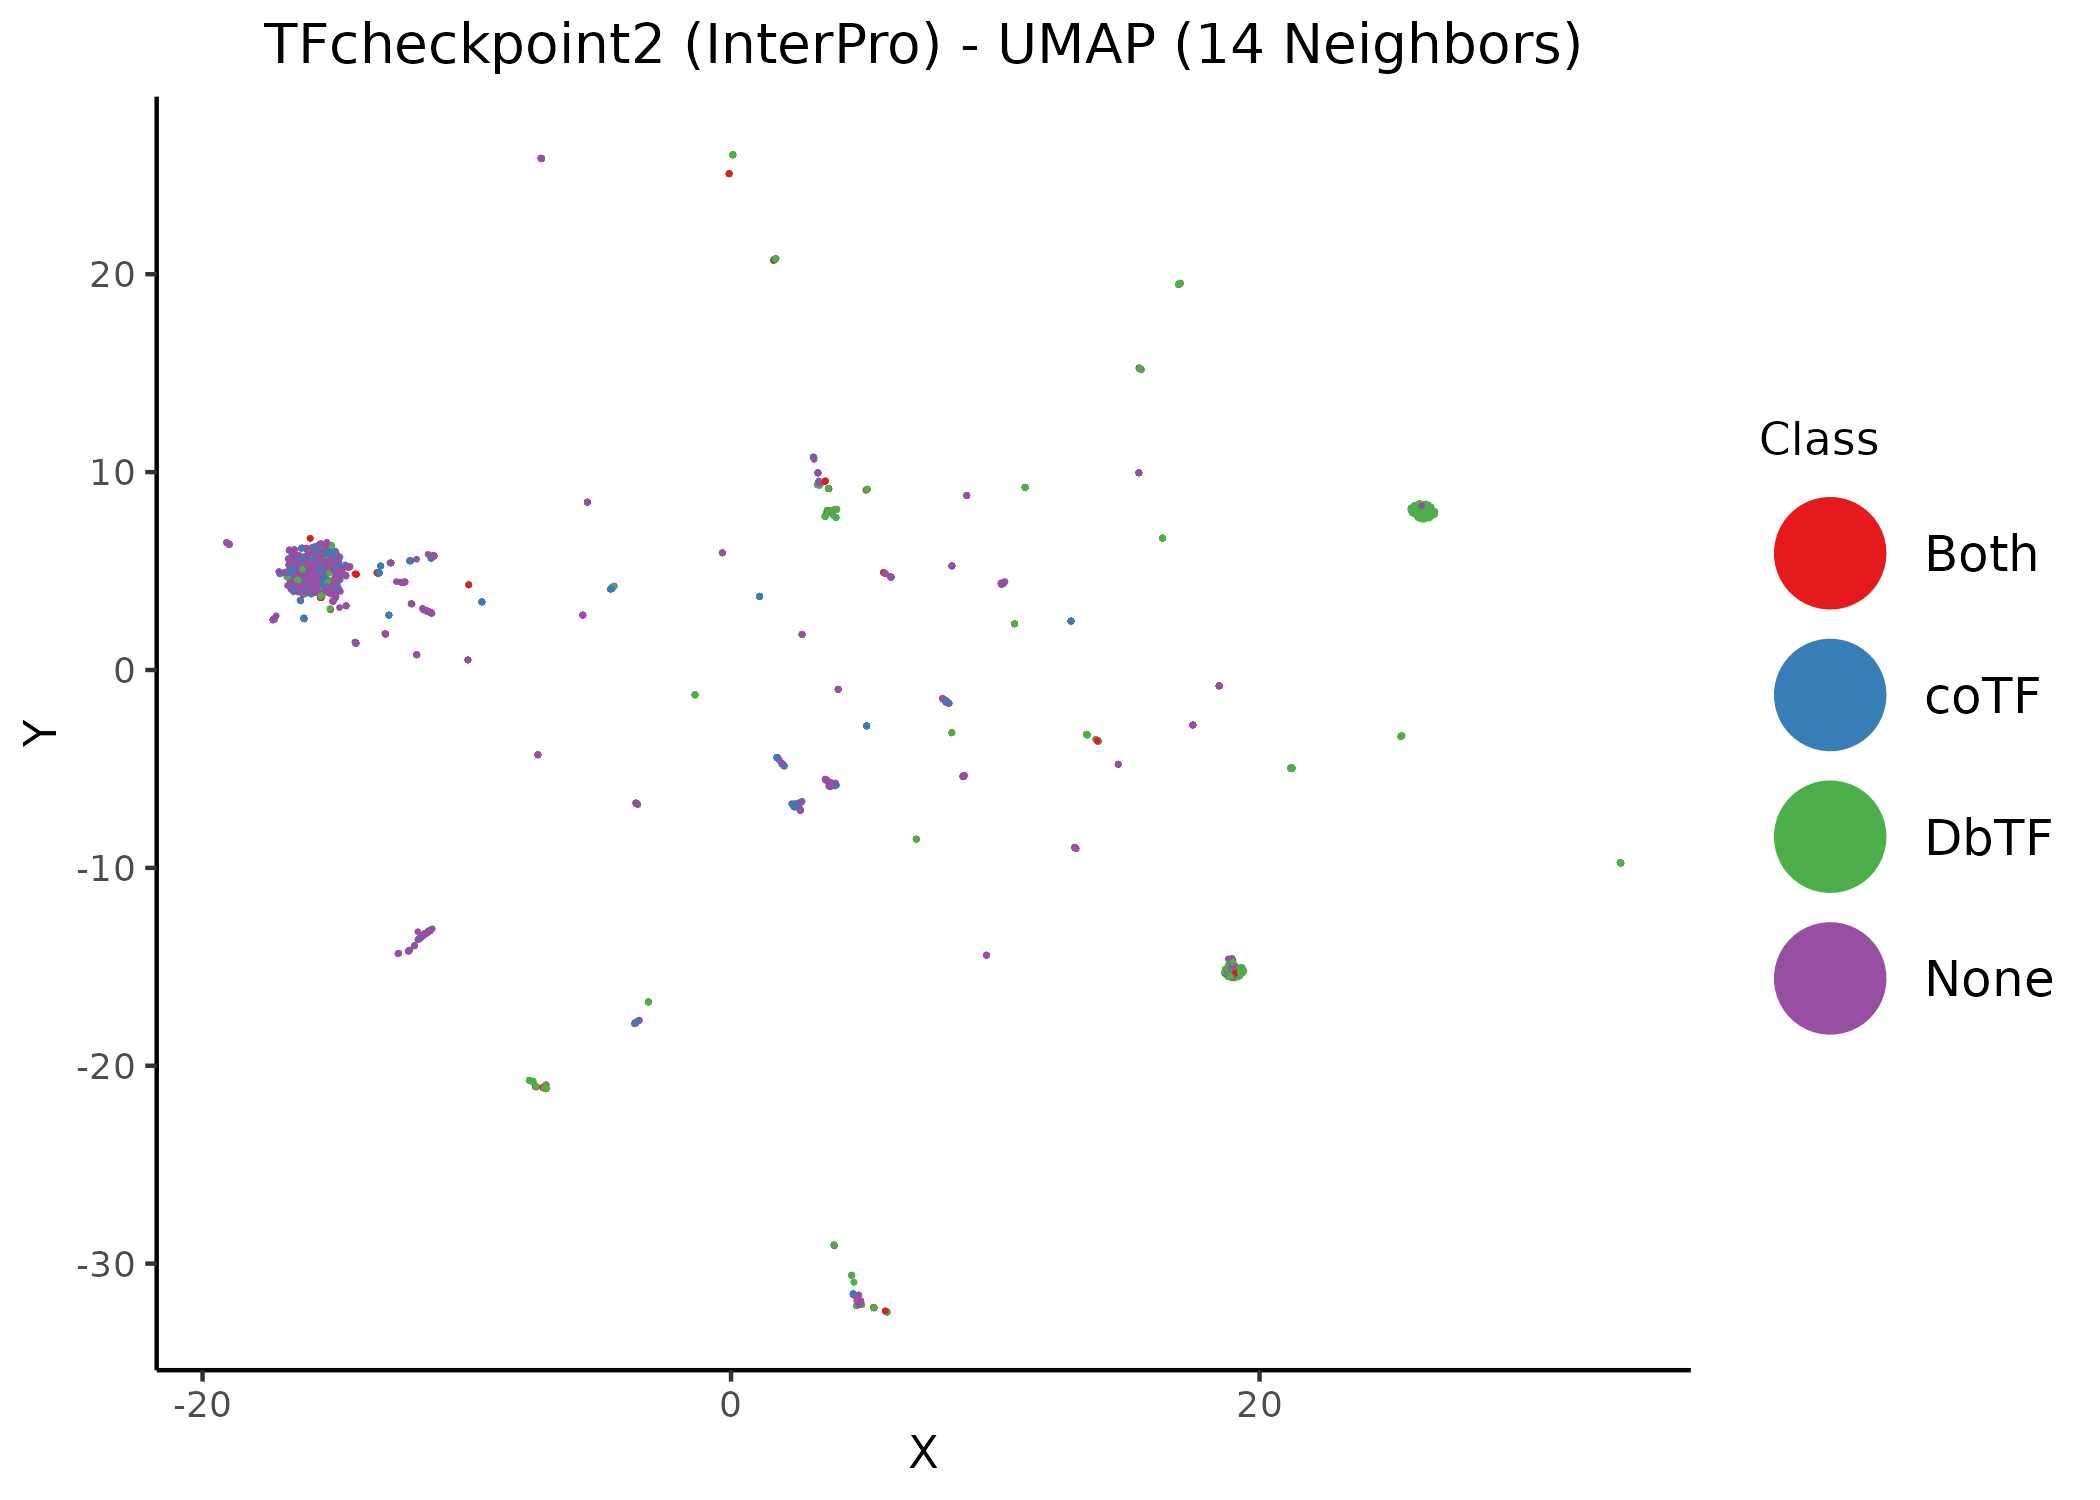 TFcheckpoint2 (InterPro) - UMAP (14 Neighbors)
Y
20
10
0
-10
-20
-30
-20
0
20
X
Class
Both
coTF
DbTF
None